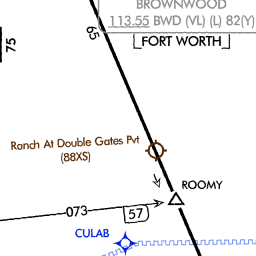 BROWNWOOD
113.55 BWD (VL) (L) 82(Y)
FORT WORTH
65
75
Ranch At Double Gates Pvt
(88XS)
ROOMY
073
57
CULAB